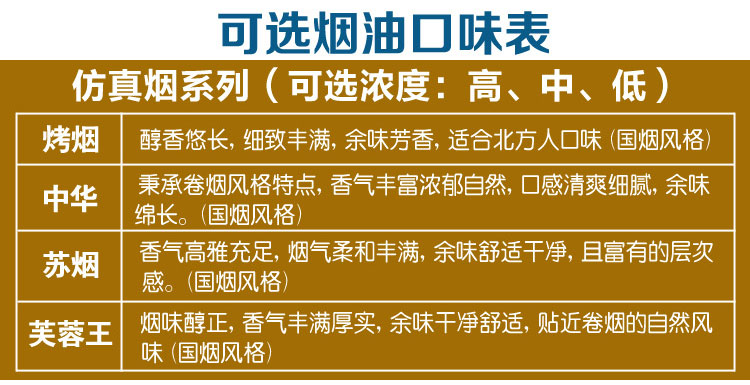 可选烟油口味表
仿真烟系列（可选浓度：高、中、低）
烤烟
醇香悠长，细致丰满，余味芳香，适合北方人口味（国烟风格）
中华
秉承卷烟风格特点，香气丰富浓郁自然，口感清爽细腻，余味
绵长。（国烟风格）
苏烟
香气高雅充足，烟气柔和丰满，余味舒适干净，且富有的层次
感。（国烟风格）
芙蓉王
烟味醇正，香气丰满厚实，余味干净舒适，贴近卷烟的自然风
味（国烟风格）